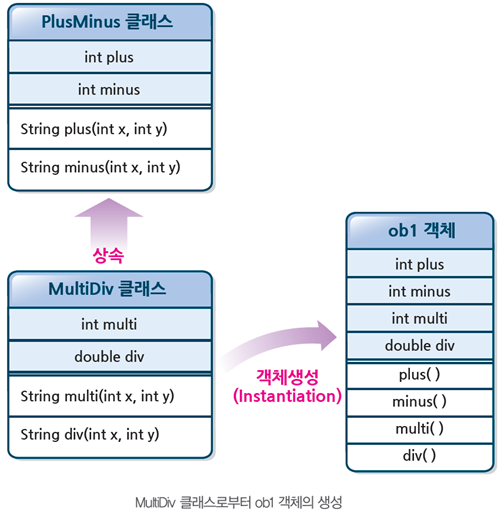 PlusMinus 클래스
int plus
int minus
String plus(int x, int y)
String minus(int x, int y)
상속
MultiDiv 클래스
int multi
double div
String multi(int x, int y)
String div(int x, int y)
객체생성
(Instantiation)
ob1 객체
int plus
int minus
int multi
double div
plus( )
minus( )
multi( )
div( )
MultiDiv 클래스로부터 ob1 객체의 생성